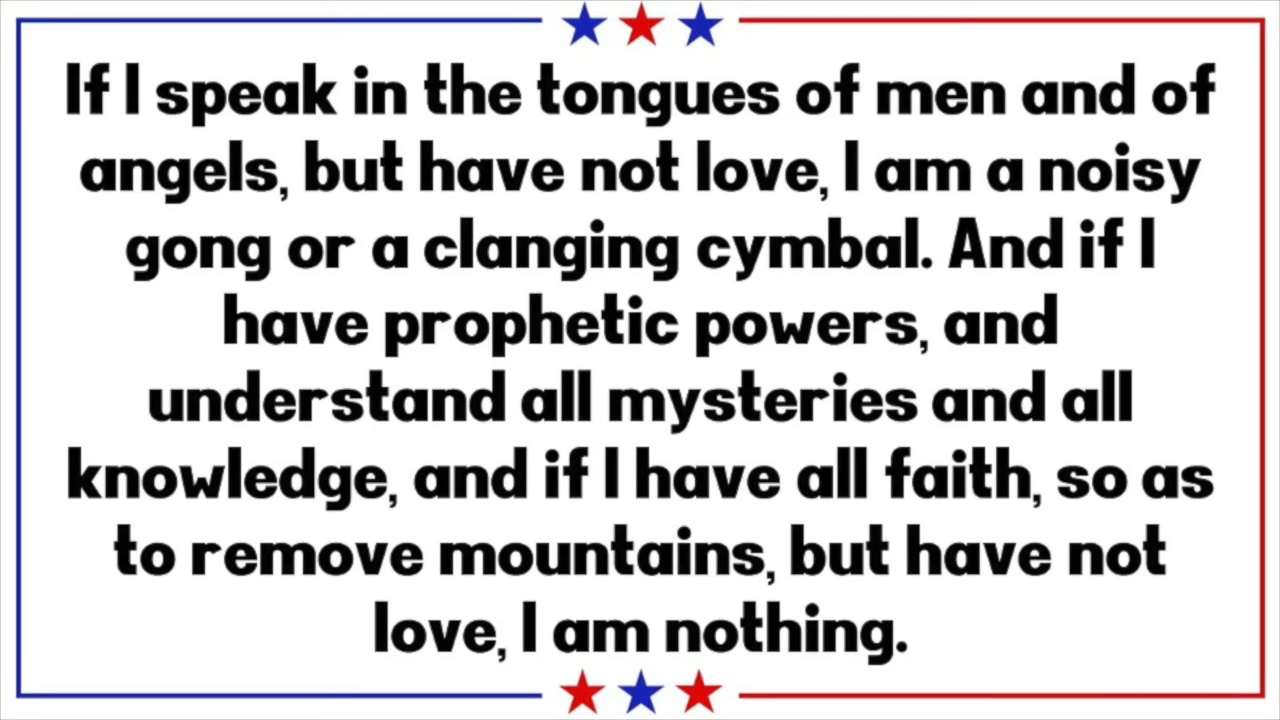 If I speak in the tongues of men and of
angels, but have not love, I am a noisy
gong or a clanging cymbal. And if I
have prophetic powers, and
understand all mysteries and all
knowledge, and if I have all faith, so as
to remove mountains, but have not
love, I am nothing.